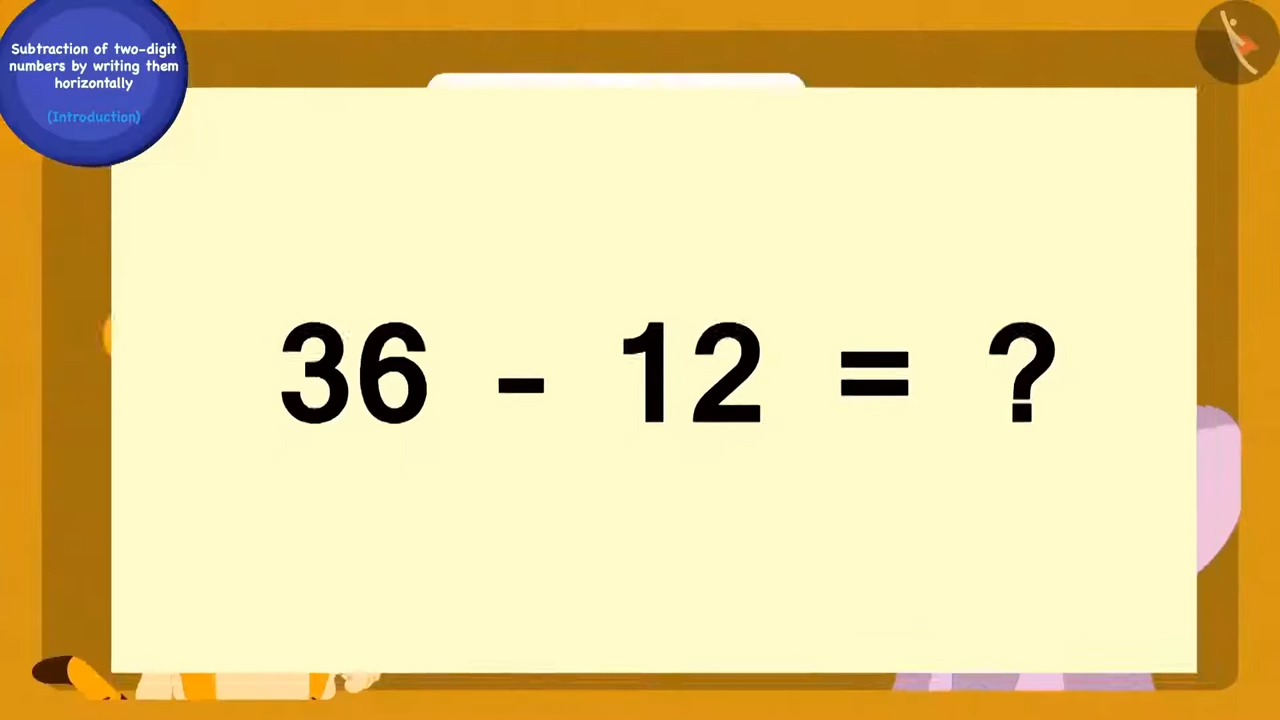 Subtraction of two-digit
numbers by writing them
horizontally
(Introduction)
36 - 12 = ?